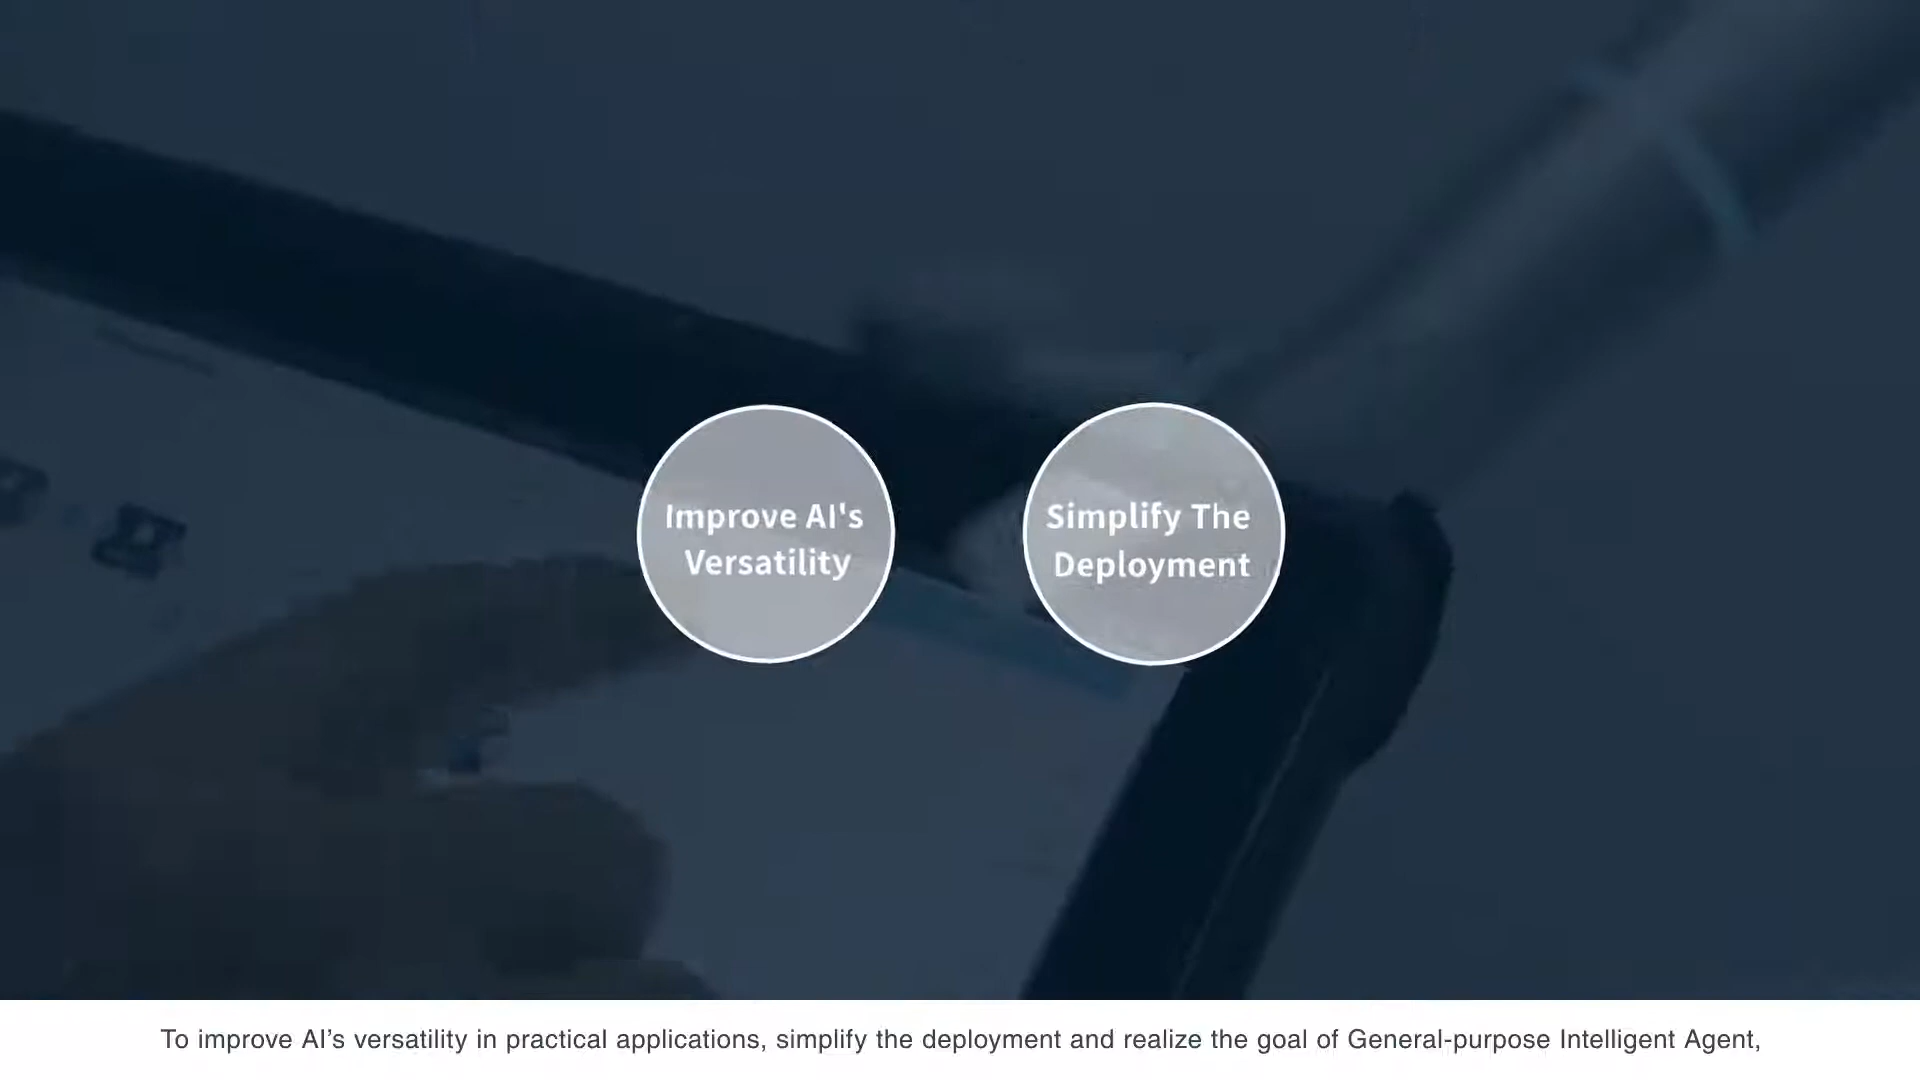 Improve AI's
Versatility
Simplify The
Deployment
To improve AI’s versatility in practical applications, simplify the deployment and realize the goal of General-purpose Intelligent Agent,